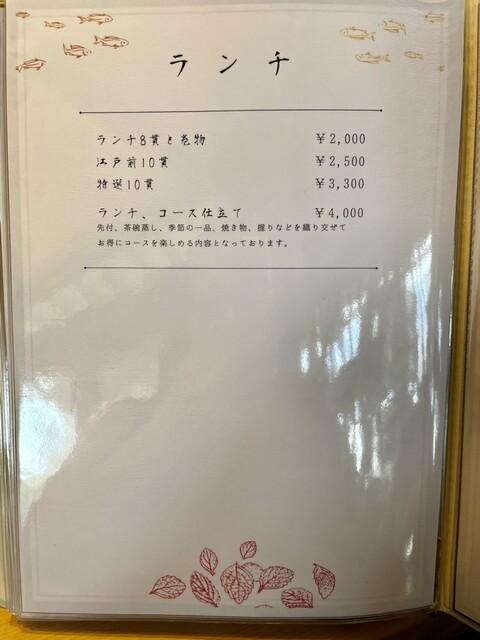 ランチ
ランチ8貫と巻物 ¥2,000
江戸前10貫 ¥2,500
特選10貫 ¥3,300
ランチ、コース仕立て ¥4,000
先付、茶碗蒸し、季節の一品、焼き物、握りなどを織り交ぜて
お得にコースを楽しめる内容となっております。